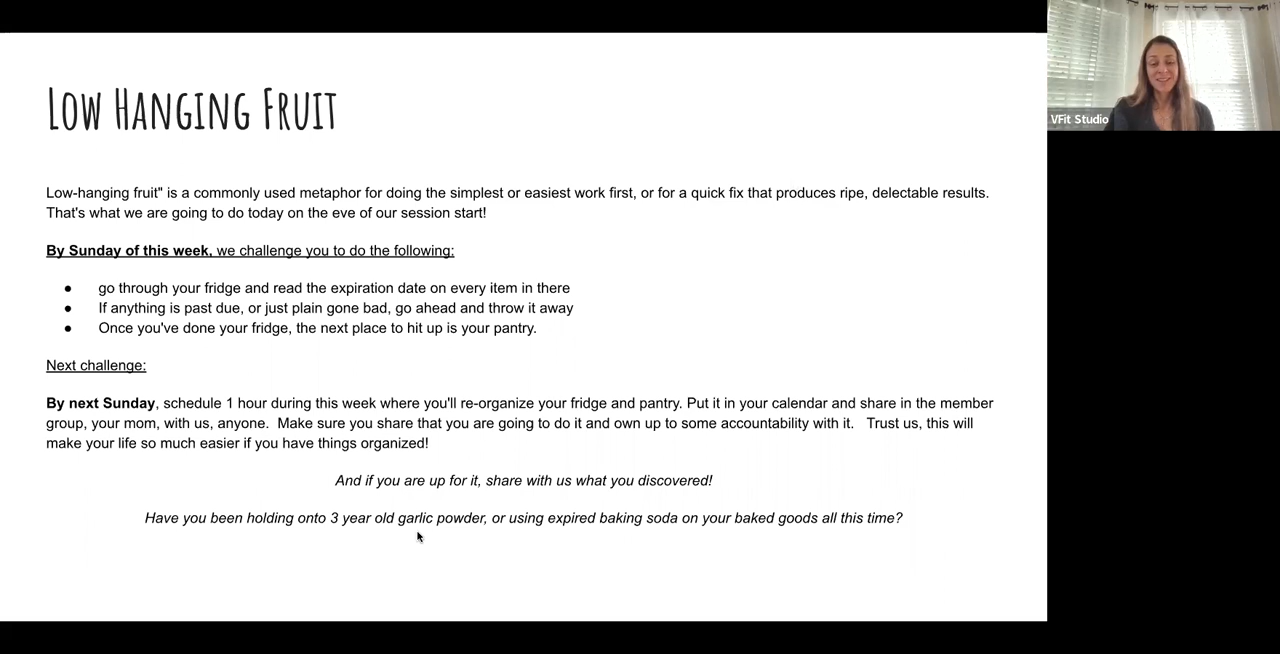 Low Hanging Fruit
VFit Studio
Low-hanging fruit" is a commonly used metaphor for doing the simplest or easiest work first, or for a quick fix that produces ripe, delectable results.
That's what we are going to do today on the eve of our session start!
By Sunday of this week, we challenge you to do the following:
● go through your fridge and read the expiration date on every item in there
● If anything is past due, or just plain gone bad, go ahead and throw it away
● Once you've done your fridge, the next place to hit up is your pantry.
Next challenge:
By next Sunday, schedule 1 hour during this week where you'll re-organize your fridge and pantry. Put it in your calendar and share in the member
group, your mom, with us, anyone.  Make sure you share that you are going to do it and own up to some accountability with it.   Trust us, this will
make your life so much easier if you have things organized!
And if you are up for it, share with us what you discovered!
Have you been holding onto 3 year old garlic powder, or using expired baking soda on your baked goods all this time?